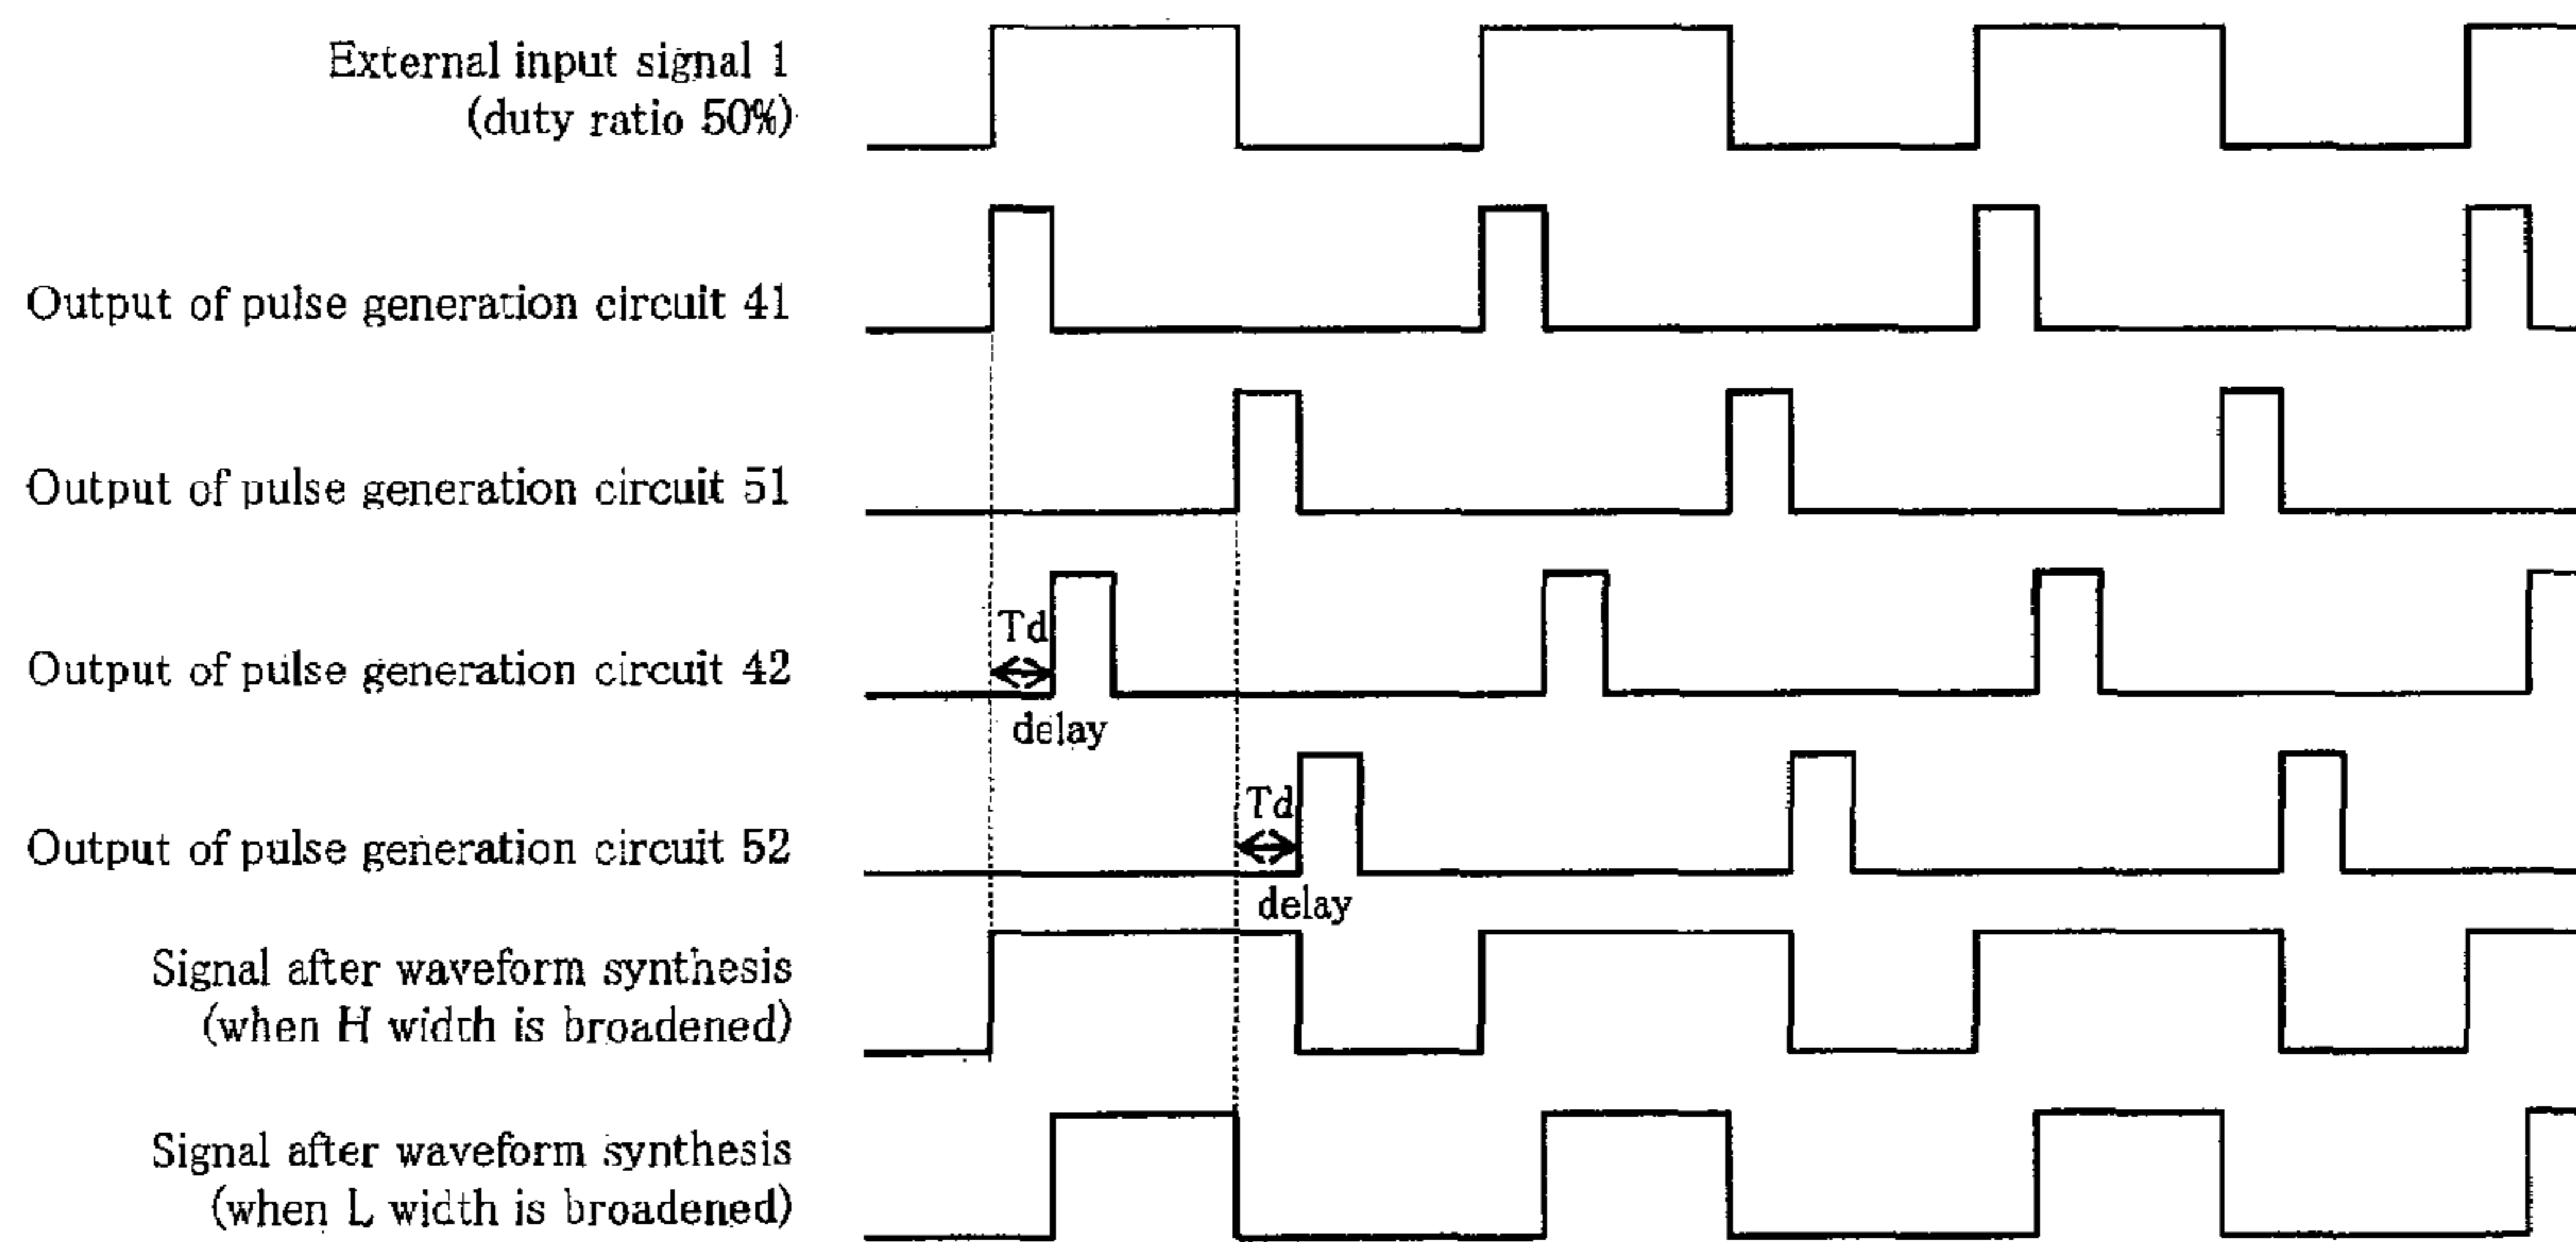 External input signal 1
(duty ratio 50%)
Output of pulse generation circuit 41
Output of pulse generation circuit 51
Output of pulse generation circuit 42
Td
delay
Output of pulse generation circuit 52
Td
delay
Signal after waveform synthesis
(when H width is broadened)
Signal after waveform synthesis
(when L width is broadened)